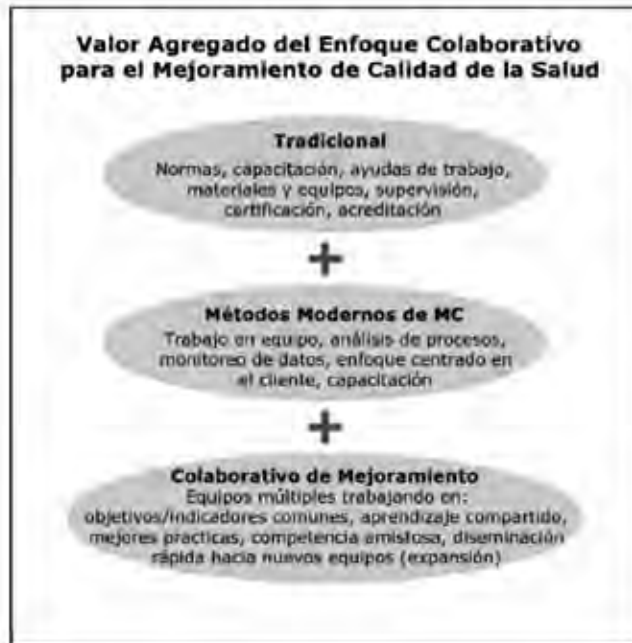 Valor Agregado del Enfoque Colaborativo
para el Mejoramiento de Calidad de la Salud
Tradicional
Normas, capacitación, ayudas de trabajo,
materiales y equipos, supervisión,
certificación, acreditación
+
Métodos Modernos de MC
Trabajo en equipo, análisis de procesos,
monitoreo de datos, enfoque centrado en
el cliente, capacitación
+
Colaborativo de Mejoramiento
Equipos múltiples trabajando en:
objetivos/indicadores comunes, aprendizaje compartido,
mejores prácticas, competencia amistosa, diseminación
rápida hacia nuevos equipos (expansión)